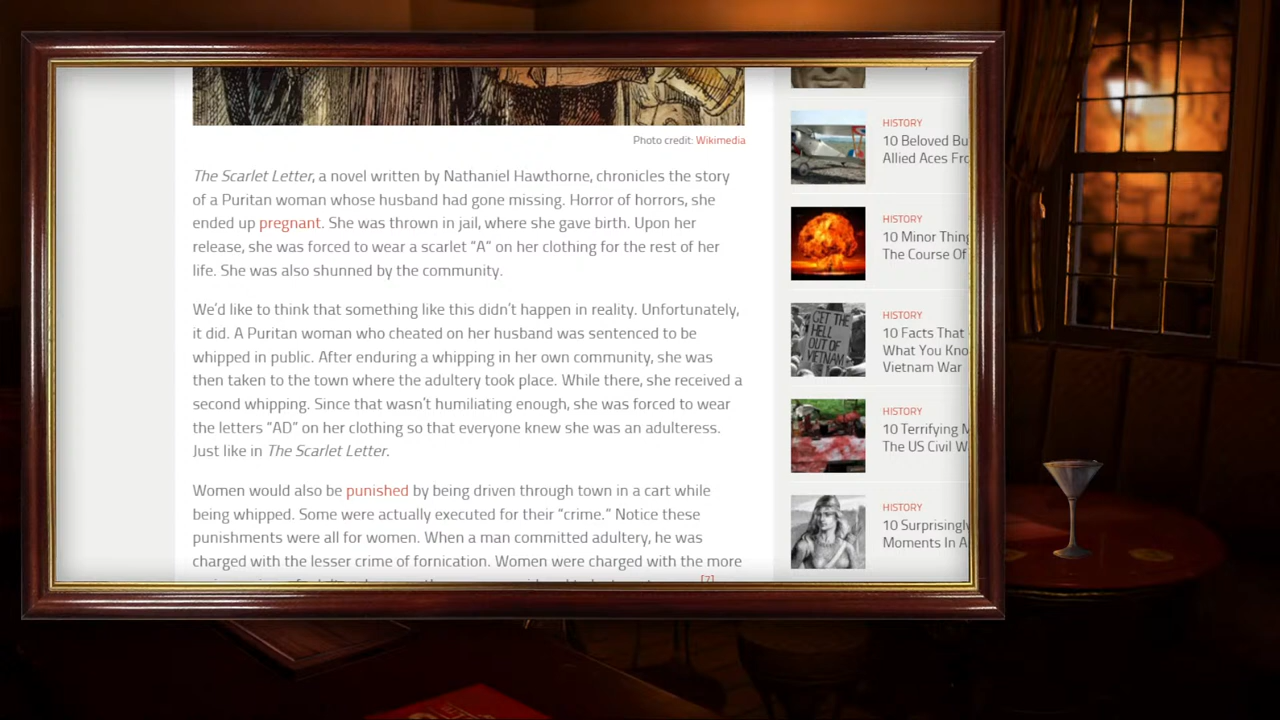 Photo credit: Wikimedia
The Scarlet Letter, a novel written by Nathaniel Hawthorne, chronicles the story
of a Puritan woman whose husband had gone missing. Horror of horrors, she
ended up pregnant. She was thrown in jail, where she gave birth. Upon her
release, she was forced to wear a scarlet “A” on her clothing for the rest of her
life. She was also shunned by the community.
We’d like to think that something like this didn’t happen in reality. Unfortunately,
it did. A Puritan woman who cheated on her husband was sentenced to be
whipped in public. After enduring a whipping in her own community, she was
then taken to the town where the adultery took place. While there, she received a
second whipping. Since that wasn’t humiliating enough, she was forced to wear
the letters “AD” on her clothing so that everyone knew she was an adulteress.
Just like in The Scarlet Letter.
Women would also be punished by being driven through town in a cart while
being whipped. Some were actually executed for their “crime.” Notice these
punishments were all for women. When a man committed adultery, he was
charged with the lesser crime of fornication. Women were charged with the more
[7]
HISTORY
10 Beloved Bu
Allied Aces Fro
HISTORY
10 Minor Thing
The Course Of
HISTORY
10 Facts That
What You Kno
Vietnam War
GET THE
HELL
OUT OF
VIETNAM
HISTORY
10 Terrifying M
The US Civil W
HISTORY
10 Surprisingly
Moments In A